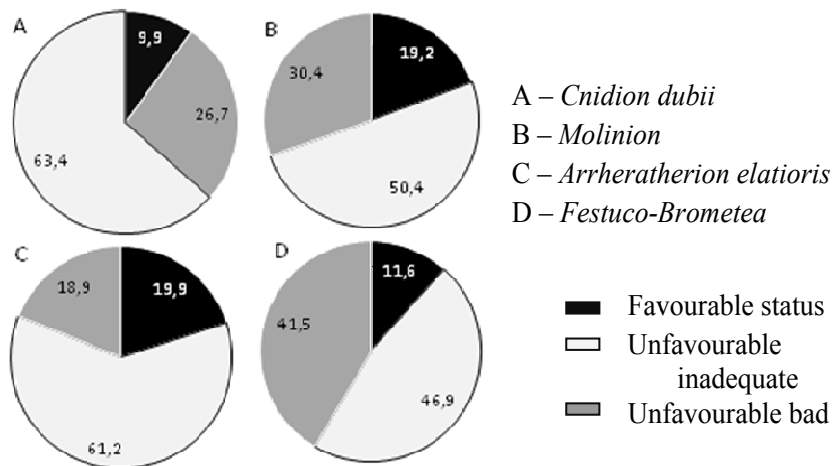 A
9,9
26,7
63,4
B
19,2
30,4
50,4
A – Cnidion dubii
B – Molinion
C – Arrheratherion elatioris
D – Festuco-Brometea
C
18,9
19,9
61,2
D
11,6
41,5
46,9
Favourable status
Unfavourable
inadequate
Unfavourable bad